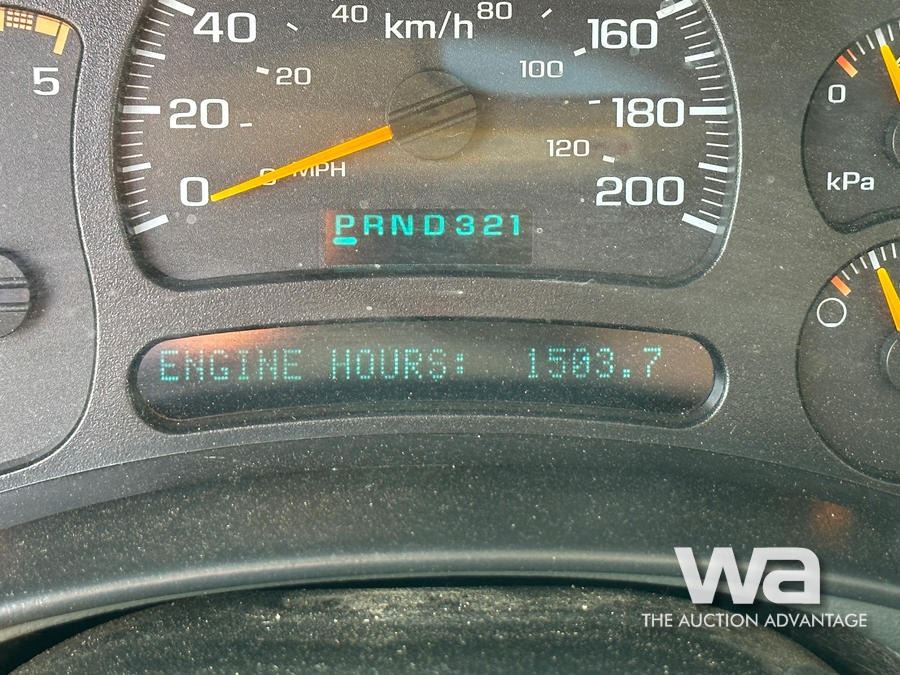 40 km/h 80
40 160
20 100
5
20 180
0
120
0 MPH
kPa
0 200
PRND321
ENGINE HOURS: 1503.7
wa
THE AUCTION ADVANTAGE